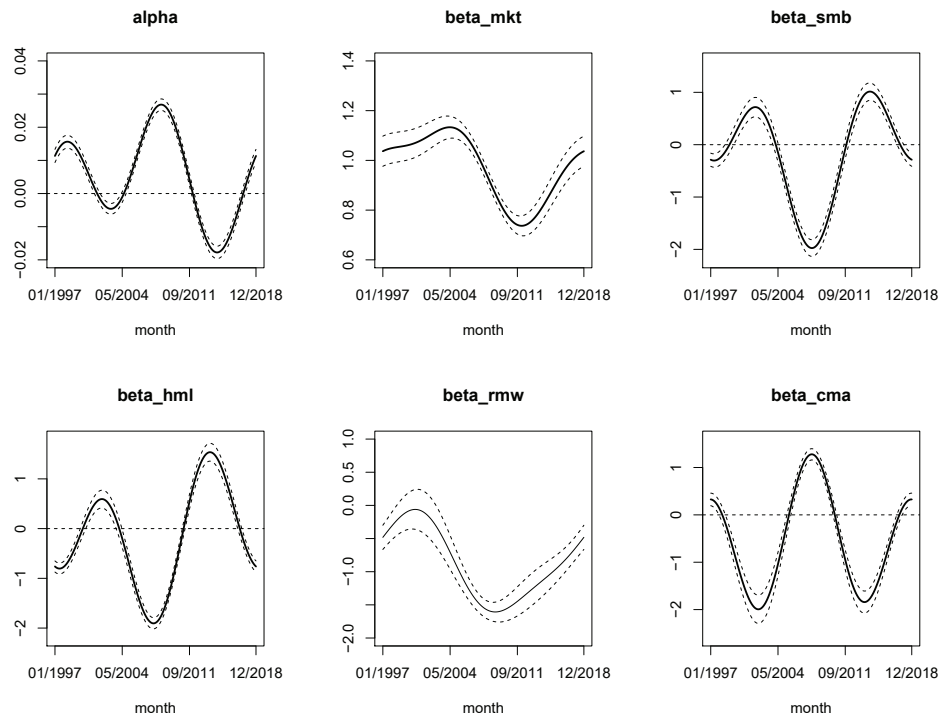 alpha
−0.02 0.00 0.02 0.04
01/1997 05/2004 09/2011 12/2018
month
beta_mkt
0.6 0.8 1.0 1.2 1.4
01/1997 05/2004 09/2011 12/2018
month
beta_smb
−2 −1 0 1
01/1997 05/2004 09/2011 12/2018
month
beta_hml
−2 −1 0 1
01/1997 05/2004 09/2011 12/2018
month
beta_rmw
−2.0 −1.0 0.0 0.5 1.0
01/1997 05/2004 09/2011 12/2018
month
beta_cma
−2 −1 0 1
01/1997 05/2004 09/2011 12/2018
month